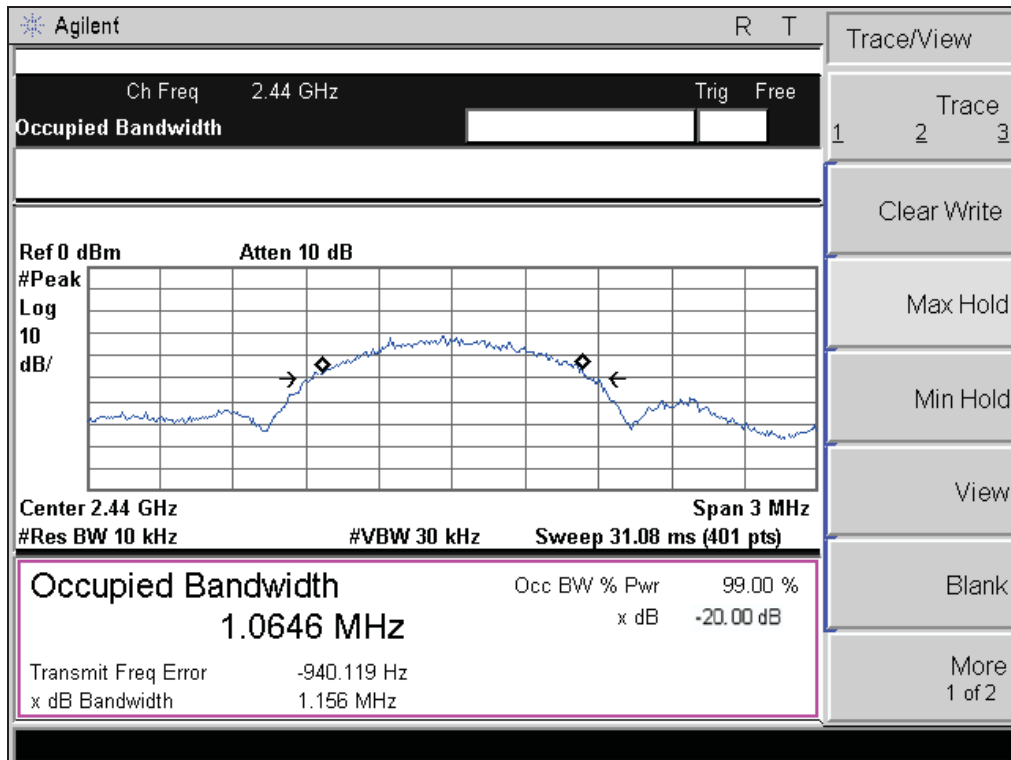 Agilent R T
Ch Freq 2.44 GHz Trig Free
Occupied Bandwidth
Ref 0 dBm Atten 10 dB
#Peak
Log
10
dB/
Center 2.44 GHz Span 3 MHz
#Res BW 10 kHz #VBW 30 kHz Sweep 31.08 ms (401 pts)
Occupied Bandwidth Occ BW % Pwr 99.00 %
1.0646 MHz x dB -20.00 dB
Transmit Freq Error -940.119 Hz
x dB Bandwidth 1.156 MHz
Trace/View
Trace
1 2 3
Clear Write
Max Hold
Min Hold
View
Blank
More
1 of 2